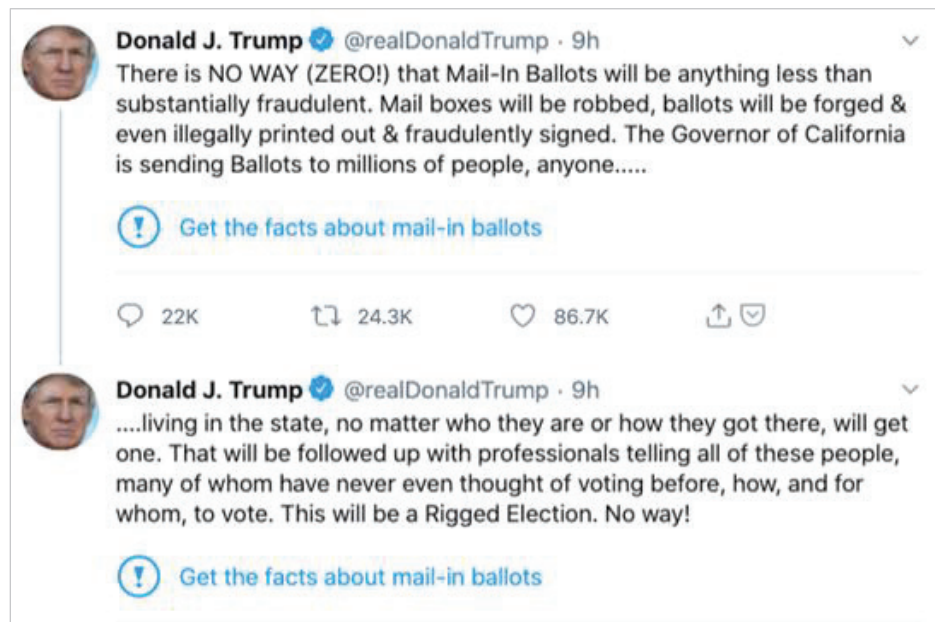 Donald J. Trump @realDonaldTrump · 9h
There is NO WAY (ZERO!) that Mail-In Ballots will be anything less than
substantially fraudulent. Mail boxes will be robbed, ballots will be forged &
even illegally printed out & fraudulently signed. The Governor of California
is sending Ballots to millions of people, anyone.....
Get the facts about mail-in ballots
22K 24.3K 86.7K
Donald J. Trump @realDonaldTrump · 9h
....living in the state, no matter who they are or how they got there, will get
one. That will be followed up with professionals telling all of these people,
many of whom have never even thought of voting before, how, and for
whom, to vote. This will be a Rigged Election. No way!
Get the facts about mail-in ballots